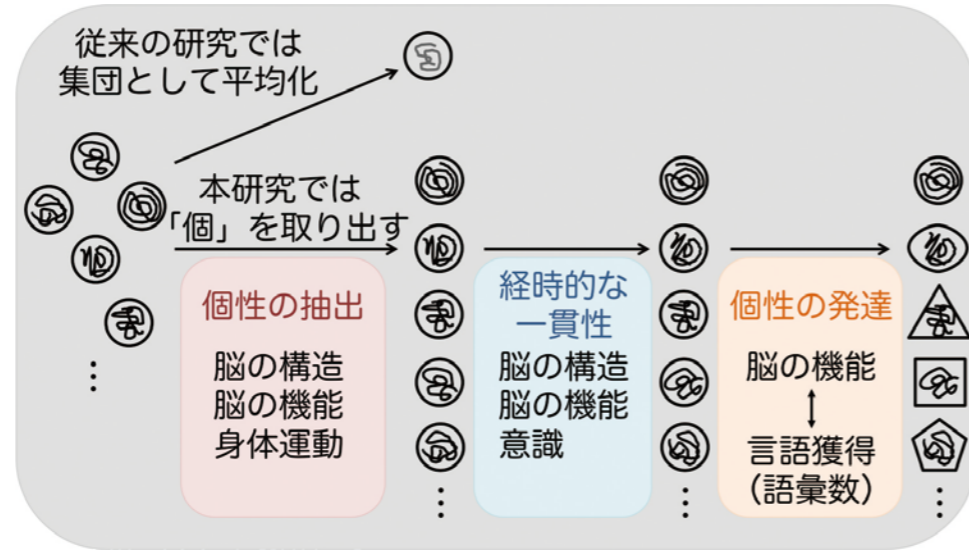 従来の研究では
集団として平均化
本研究では
「個」を取り出す
個性の抽出
脳の構造
脳の機能
身体運動
⋮
経時的な
一貫性
脳の構造
脳の機能
意識
⋮
個性の発達
脳の機能
言語獲得
(語彙数)
⋮